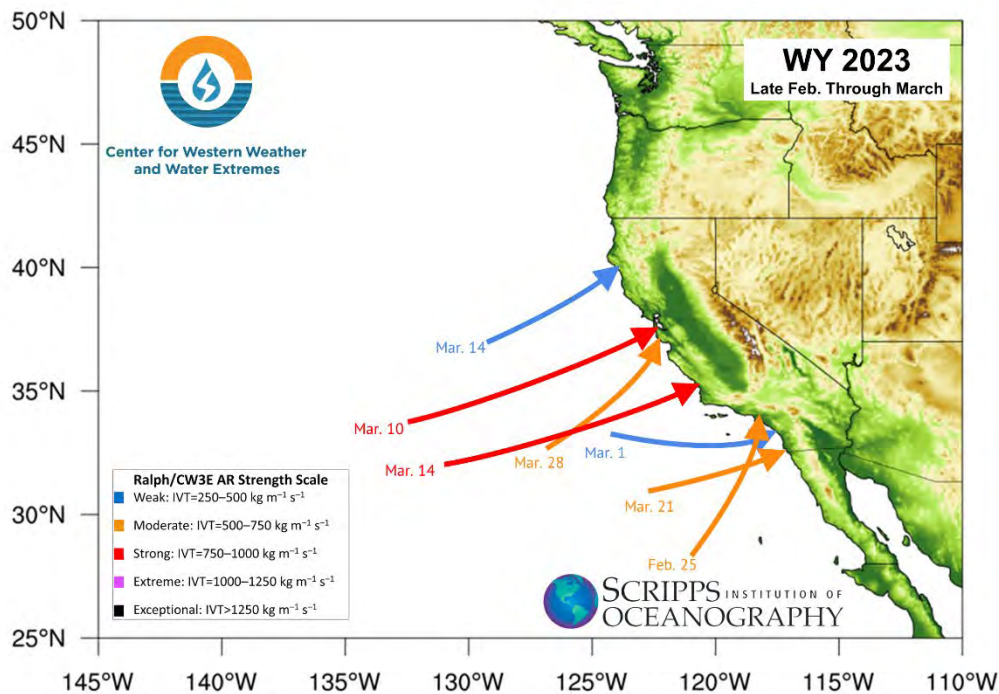 50°N
45°N
40°N
35°N
30°N
25°N
WY 2023
Late Feb. Through March
Center for Western Weather
and Water Extremes
Mar. 14
Mar. 10
Mar. 14
Mar. 28
Mar. 1
Mar. 21
Feb. 25
Ralph/CW3E AR Strength Scale
Weak: IVT=250–500 kg m⁻¹ s⁻¹
Moderate: IVT=500–750 kg m⁻¹ s⁻¹
Strong: IVT=750–1000 kg m⁻¹ s⁻¹
Extreme: IVT=1000–1250 kg m⁻¹ s⁻¹
Exceptional: IVT>1250 kg m⁻¹ s⁻¹
SCRIPPS INSTITUTION OF
OCEANOGRAPHY
145°W 140°W 135°W 130°W 125°W 120°W 115°W 110°W